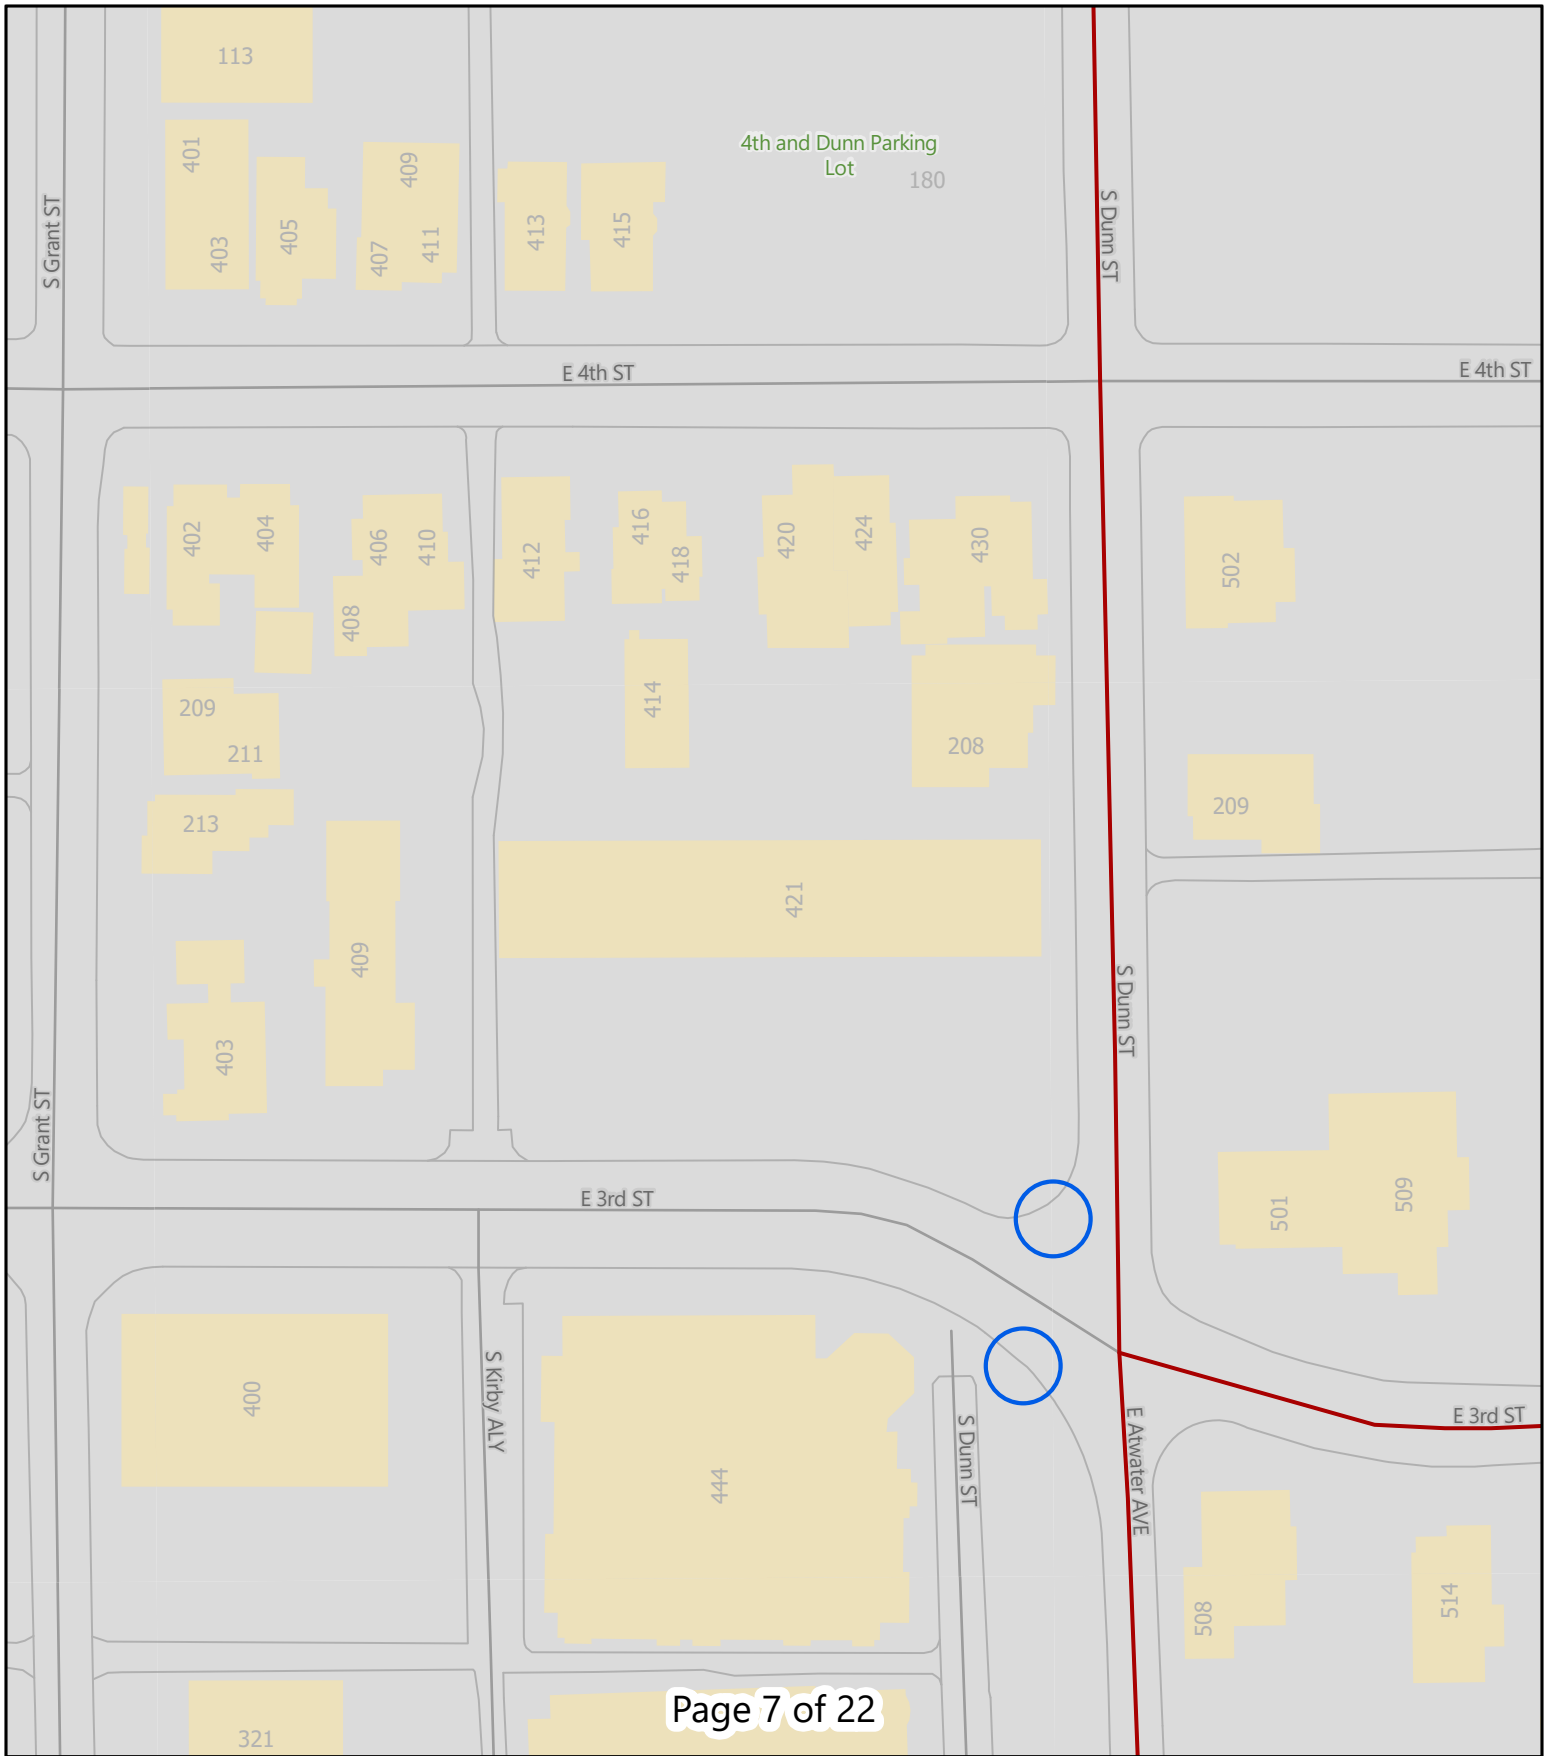 113
401
403
405
409
407
411
413
415
4th and Dunn Parking
Lot
180
S Grant ST
S Dunn ST
E 4th ST
E 4th ST
402
404
406
410
408
412
416
418
420
424
430
502
414
209
211
208
209
213
421
409
403
S Dunn ST
S Grant ST
501
509
E 3rd ST
400
S Kirby ALY
444
S Dunn ST
E Atwater AVE
E 3rd ST
508
514
321
Page 7 of 22